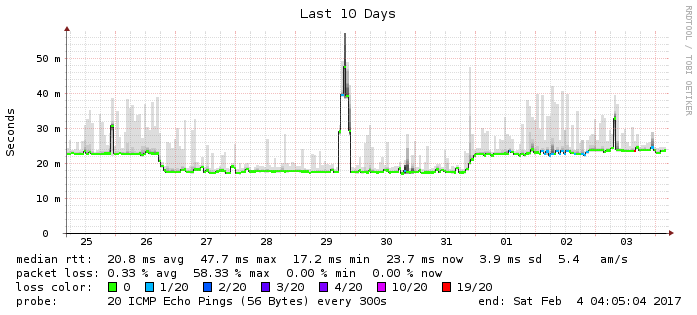 Last 10 Days
RRDTOOL / TOBI OETIKER
Seconds
50 m
40 m
30 m
20 m
10 m
0
25 26 27 28 29 30 31 01 02 03
median rtt: 20.8 ms avg 47.7 ms max 17.2 ms min 23.7 ms now 3.9 ms sd 5.4 am/s
packet loss: 0.33 % avg 58.33 % max 0.00 % min 0.00 % now
loss color: 0 1/20 2/20 3/20 4/20 10/20 19/20
probe: 20 ICMP Echo Pings (56 Bytes) every 300s end: Sat Feb 4 04:05:04 2017